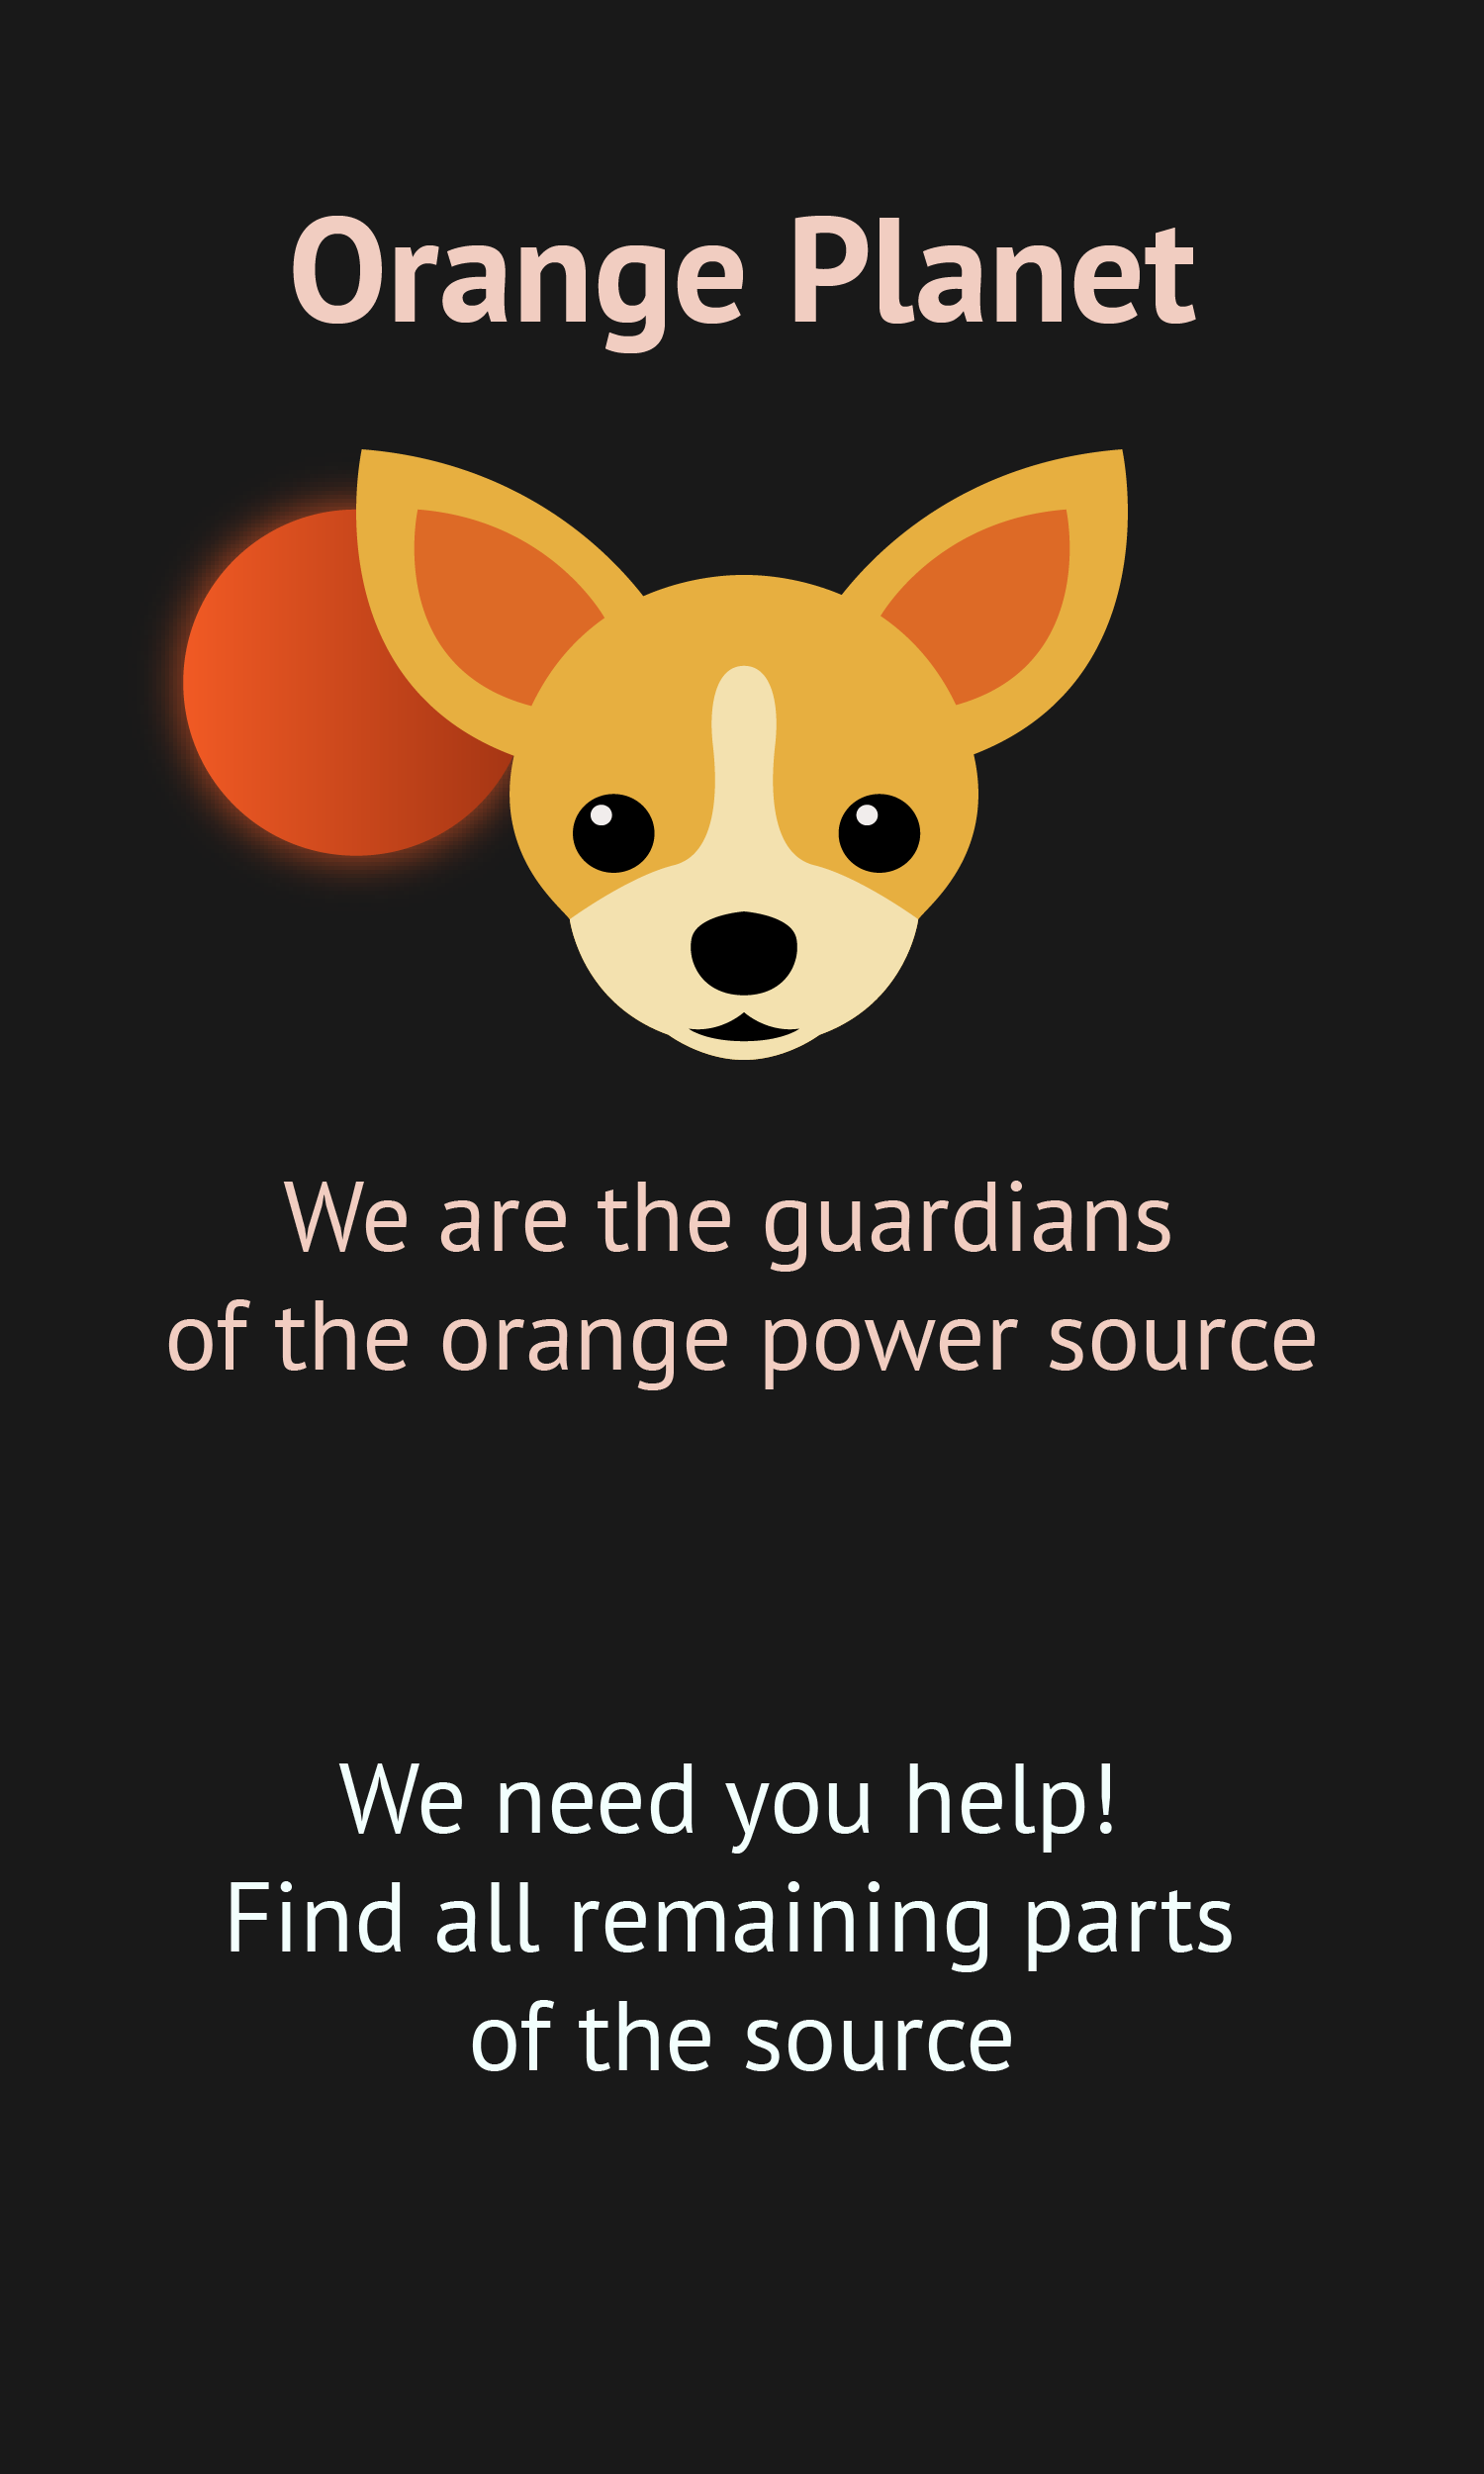 Orange Planet
We are the guardians
of the orange power source
We need you help!
Find all remaining parts
of the source